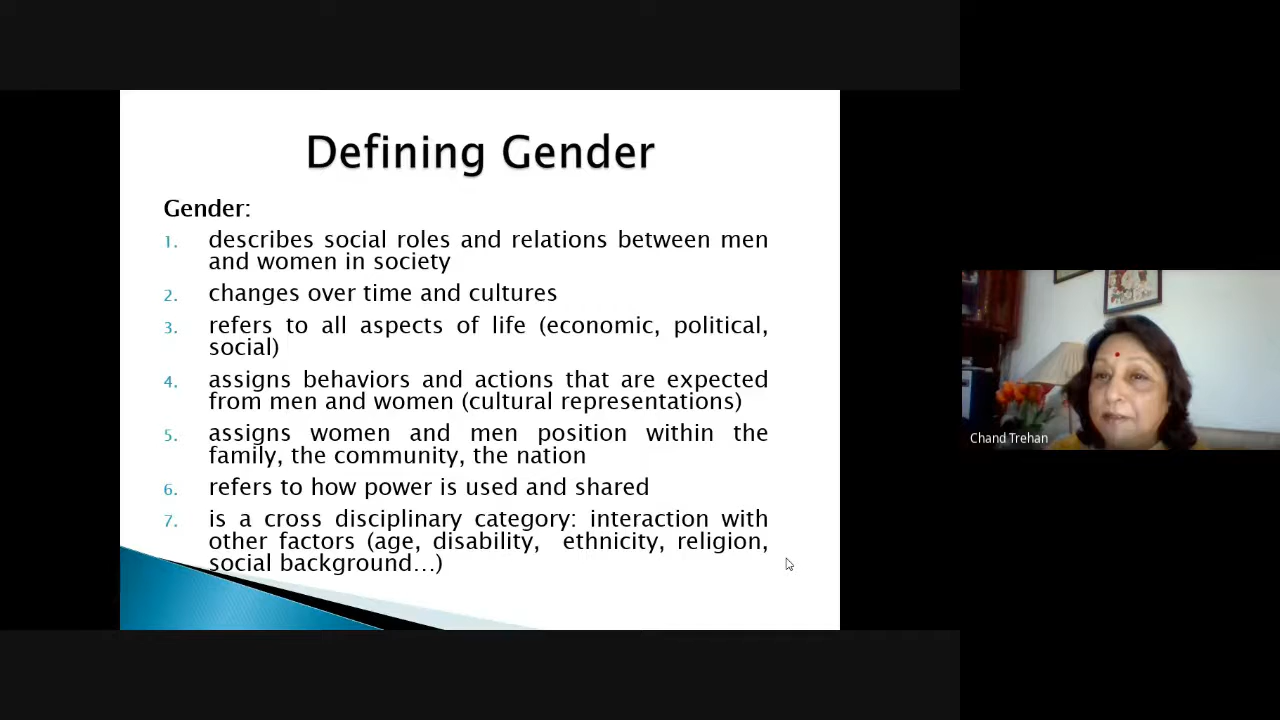 Defining Gender
Gender:
1. describes social roles and relations between men
and women in society
2. changes over time and cultures
3. refers to all aspects of life (economic, political,
social)
4. assigns behaviors and actions that are expected
from men and women (cultural representations)
5. assigns women and men position within the
family, the community, the nation
6. refers to how power is used and shared
7. is a cross disciplinary category: interaction with
other factors (age, disability, ethnicity, religion,
social background...)
Chand Trehan